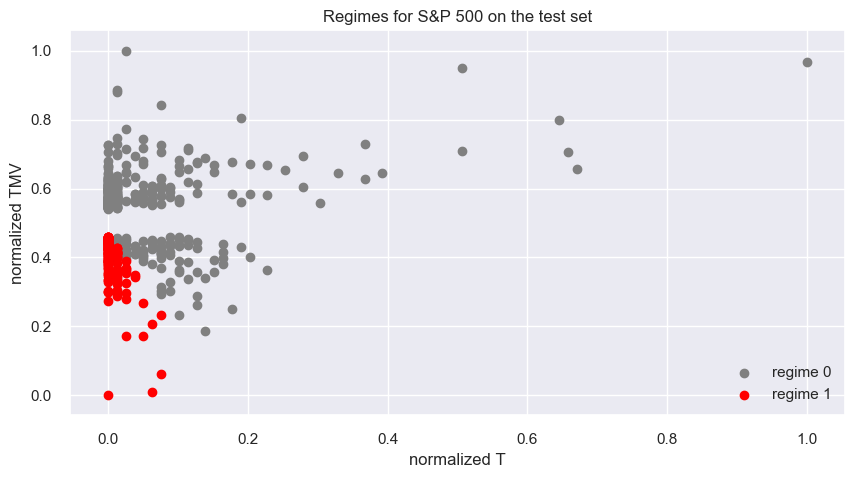 Regimes for S&P 500 on the test set
normalized TMV
1.0
0.8
0.6
0.4
0.2
0.0
regime 0
regime 1
0.0 0.2 0.4 0.6 0.8 1.0
normalized T